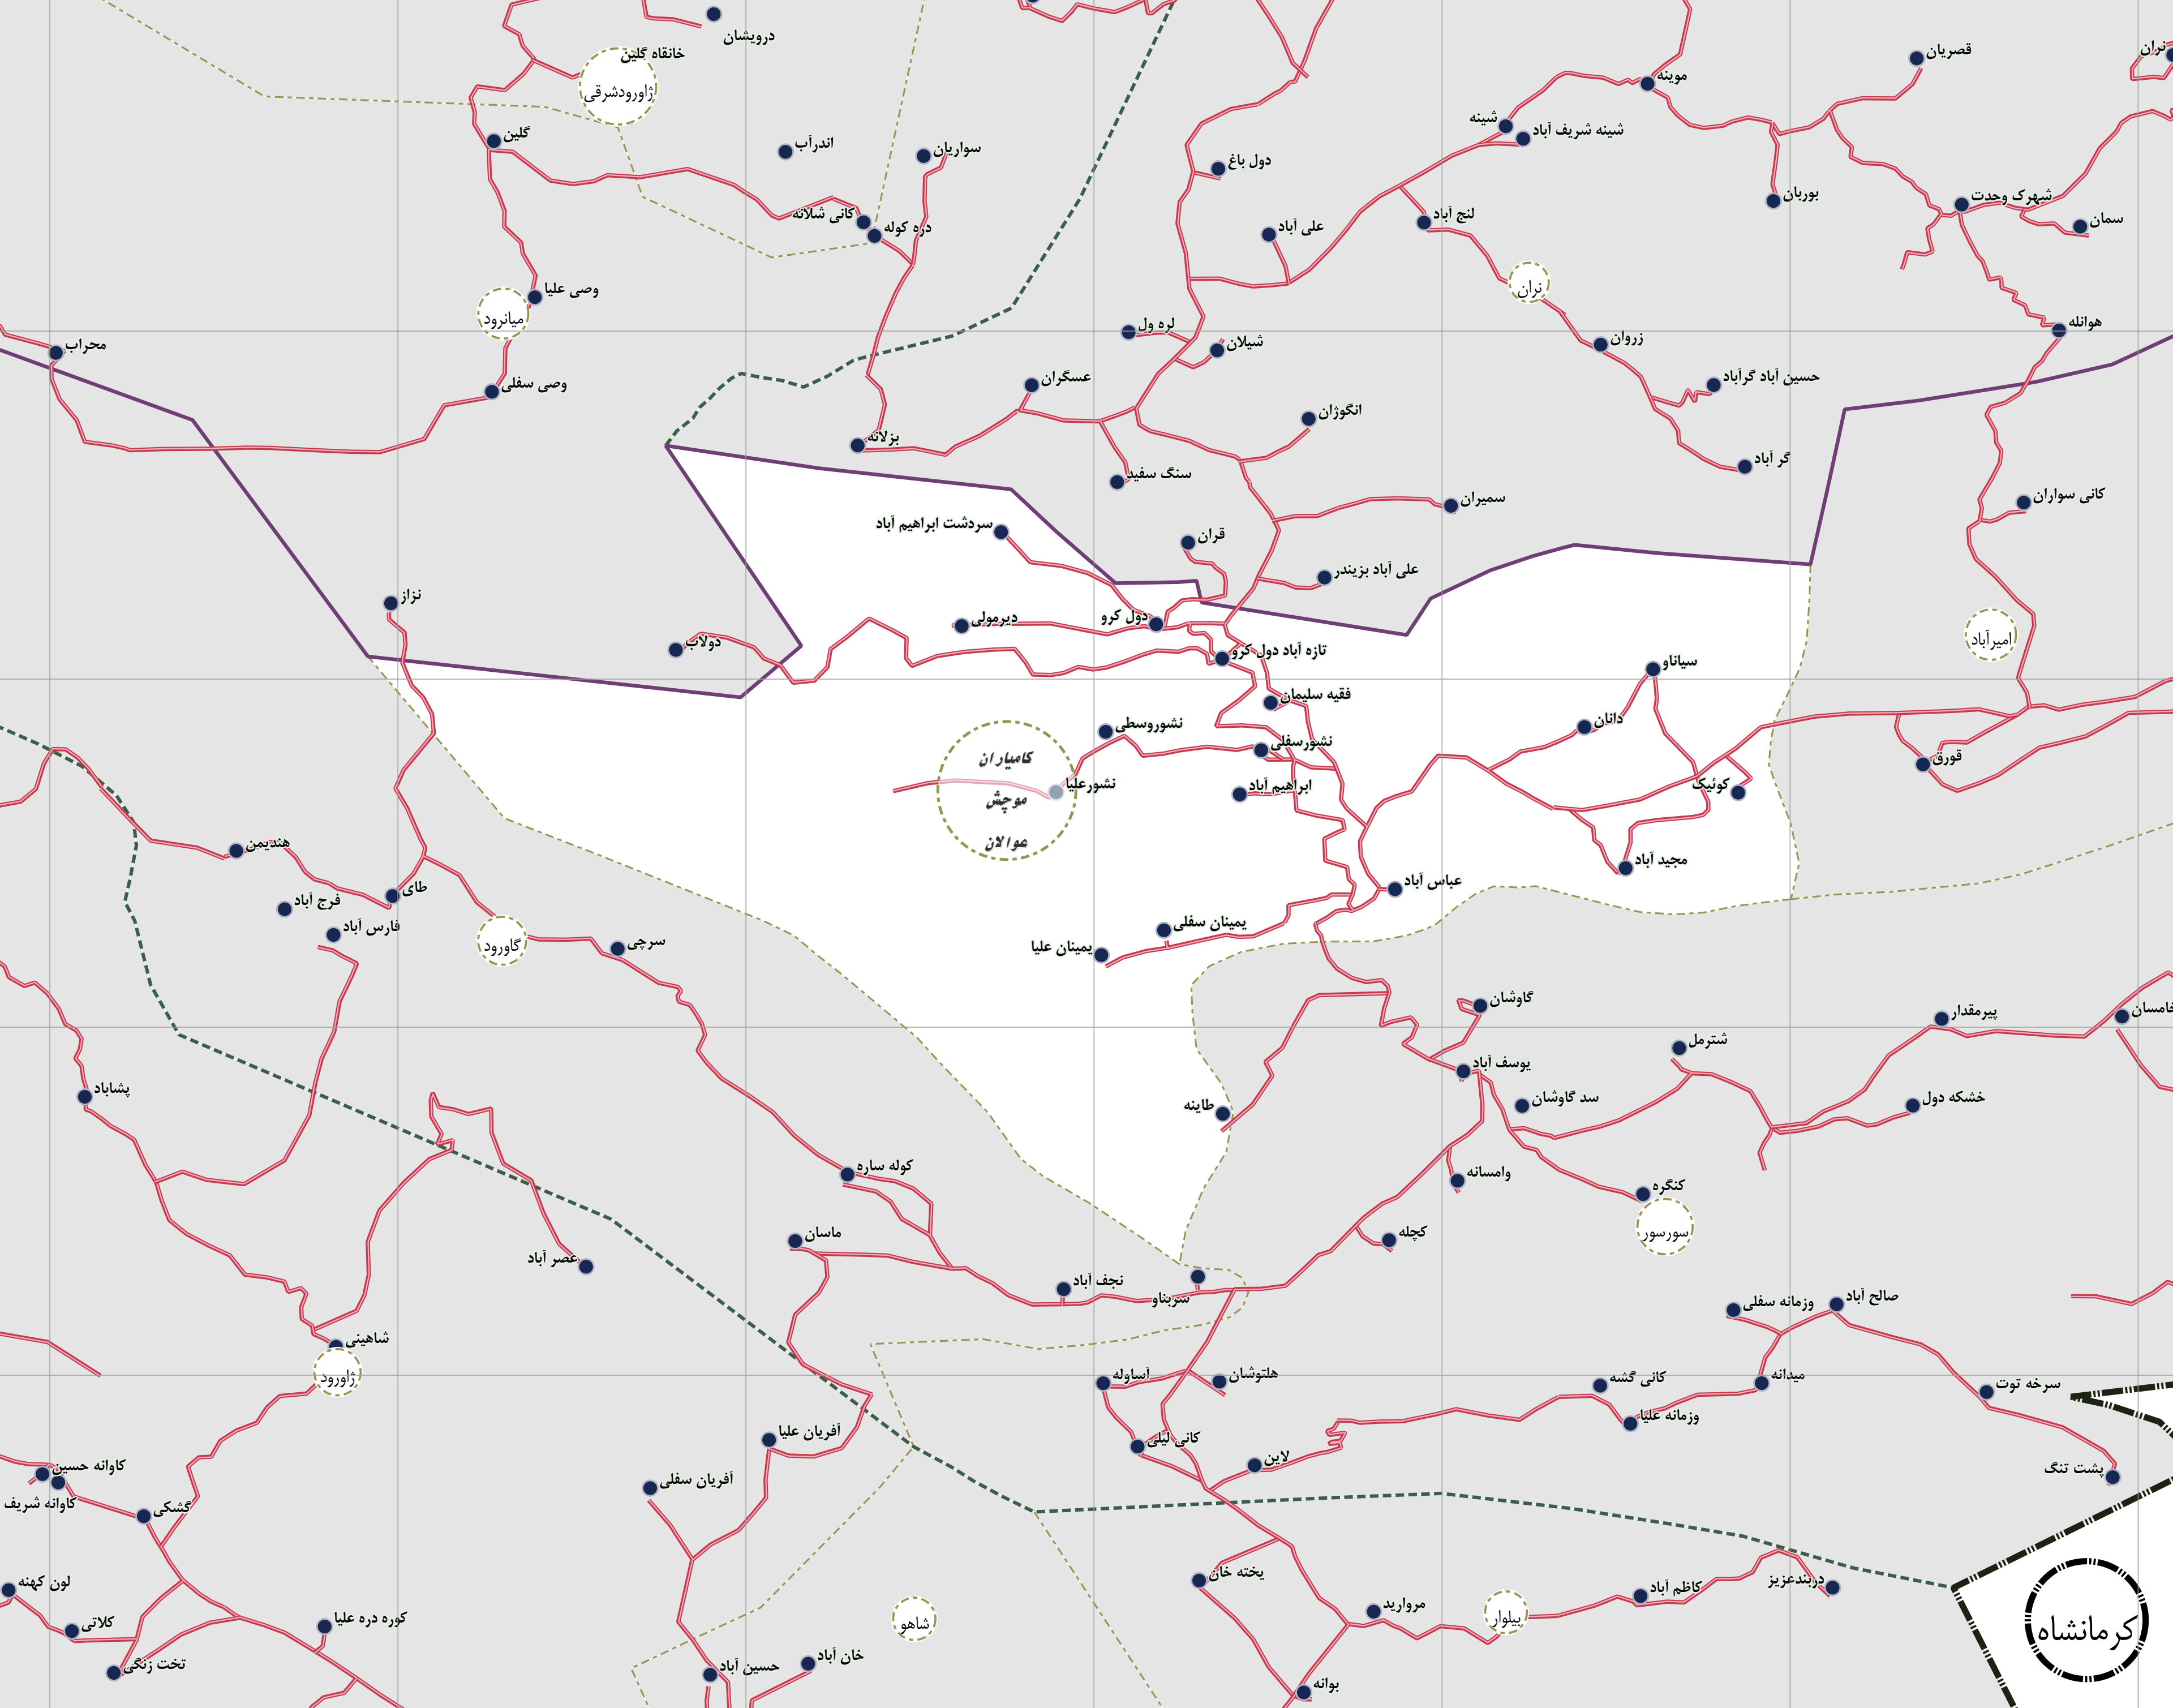 درویشان
خانقاه گلین
ژاورودشرقی
قصریان
نران
موینه
گلین
اندرآب
سواریان
دول باغ
شینه
شینه شریف آباد
کانی شلانه
دره کوله
علی آباد
لنج آباد
بوربان
شهرک وحدت
سمان
وصی علیا
میانرود
نران
محراب
لره ول
شیلان
زروان
هوانله
وصی سفلی
عسگران
حسین آباد گرآباد
انگوژان
بزلانه
سنگ سفید
گر آباد
سمیران
کانی سواران
سردشت ابراهیم آباد
قران
علی آباد بزیندر
نزاز
دیرمولی
دول کرو
امیرآباد
دولاب
تازه آباد دول کرو
سیاناو
فقیه سلیمان
نشوروسطی
دانان
نشورسفلی
کامیاران
موچش
عوالان
نشورعلیا
ابراهیم آباد
کوئیک
قورق
هندیمن
مجید آباد
طای
فرج آباد
عباس آباد
فارس آباد
گاورود
سرچی
یمینان سفلی
یمینان علیا
گاوشان
پیرمقدار
خامسان
شترمل
یوسف آباد
پشاباد
طاینه
سد گاوشان
خشکه دول
کوله ساره
وامسانه
کنگره
سورسور
ماسان
کچله
عصر آباد
نجف آباد
سربناو
وزمانه سفلی
صالح آباد
شاهینی
ژاورود
آساوله
هلتوشان
کانی گشه
میدانه
سرخه توت
وزمانه علیا
آفریان علیا
کانی لیلی
لاین
پشت تنگ
کاوانه حسین
کاوانه شریف
گشکی
آفریان سفلی
لون کهنه
یخته خان
کاظم آباد
دربندعزیز
مروارید
بیلوار
کلاتی
کوره دره علیا
شاهو
کرمانشاه
تخت زنگی
حسین آباد
خان آباد
بوانه